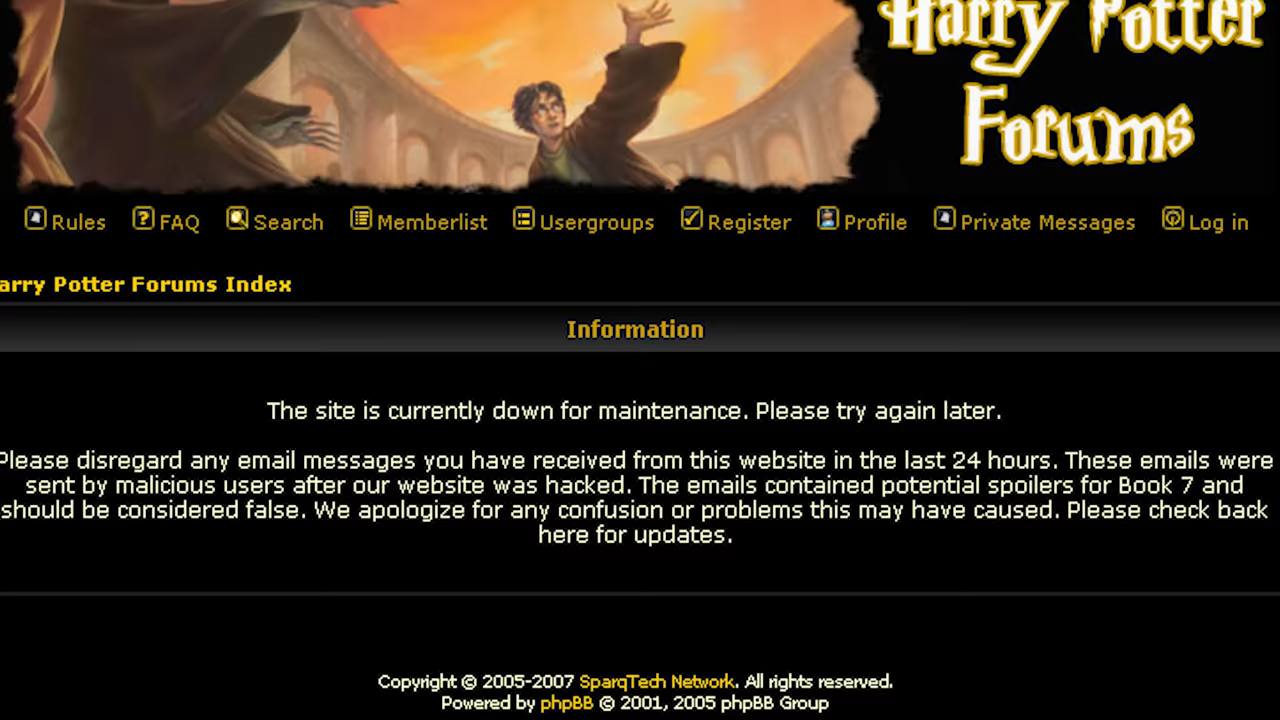 Harry Potter
Forums
Rules FAQ Search Memberlist Usergroups Register Profile Private Messages Log in
arry Potter Forums Index
Information
The site is currently down for maintenance. Please try again later.
Please disregard any email messages you have received from this website in the last 24 hours. These emails were
sent by malicious users after our website was hacked. The emails contained potential spoilers for Book 7 and
should be considered false. We apologize for any confusion or problems this may have caused. Please check back
here for updates.
Copyright © 2005-2007 SparqTech Network. All rights reserved.
Powered by phpBB © 2001, 2005 phpBB Group